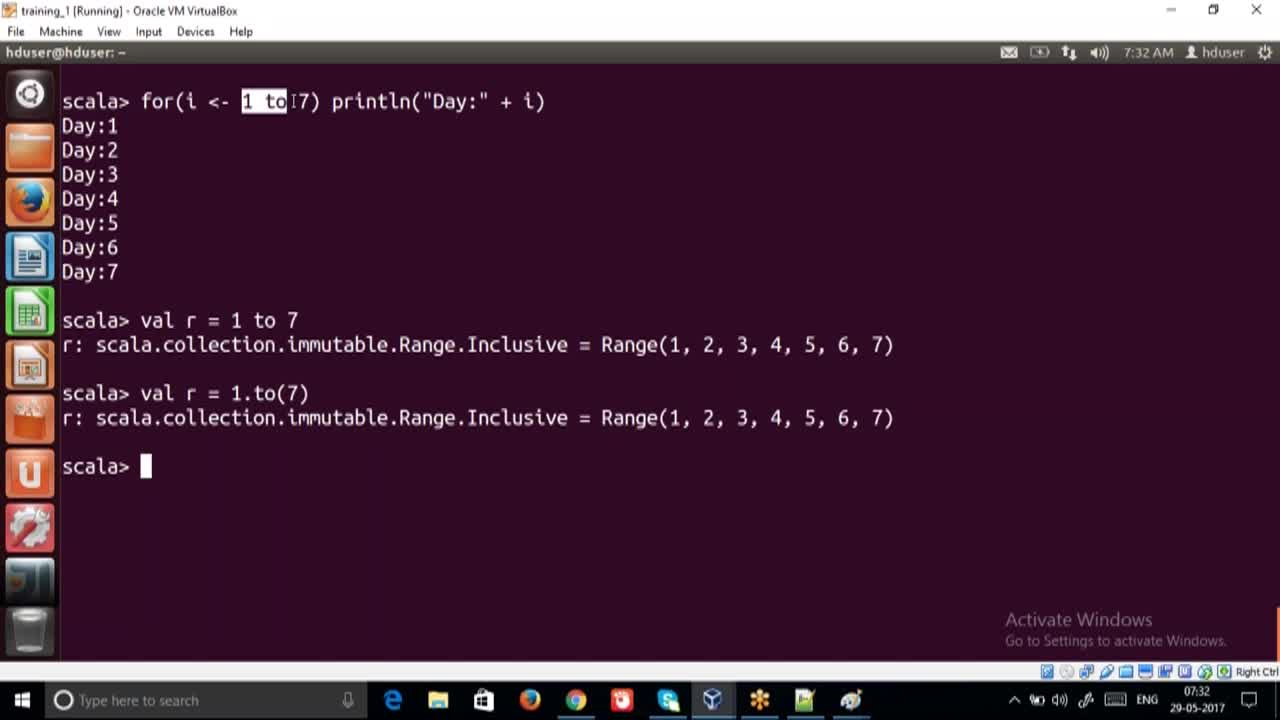 training_1 [Running] - Oracle VM VirtualBox
File Machine View Input Devices Help
hduser@hduser: ~
7:32 AM hduser
scala> for(i <- 1 to 7) println("Day:" + i)
Day:1
Day:2
Day:3
Day:4
Day:5
Day:6
Day:7
scala> val r = 1 to 7
r: scala.collection.immutable.Range.Inclusive = Range(1, 2, 3, 4, 5, 6, 7)
scala> val r = 1.to(7)
r: scala.collection.immutable.Range.Inclusive = Range(1, 2, 3, 4, 5, 6, 7)
scala>
Activate Windows
Go to Settings to activate Windows.
Right Ctrl
Type here to search
ENG
07:32
29-05-2017